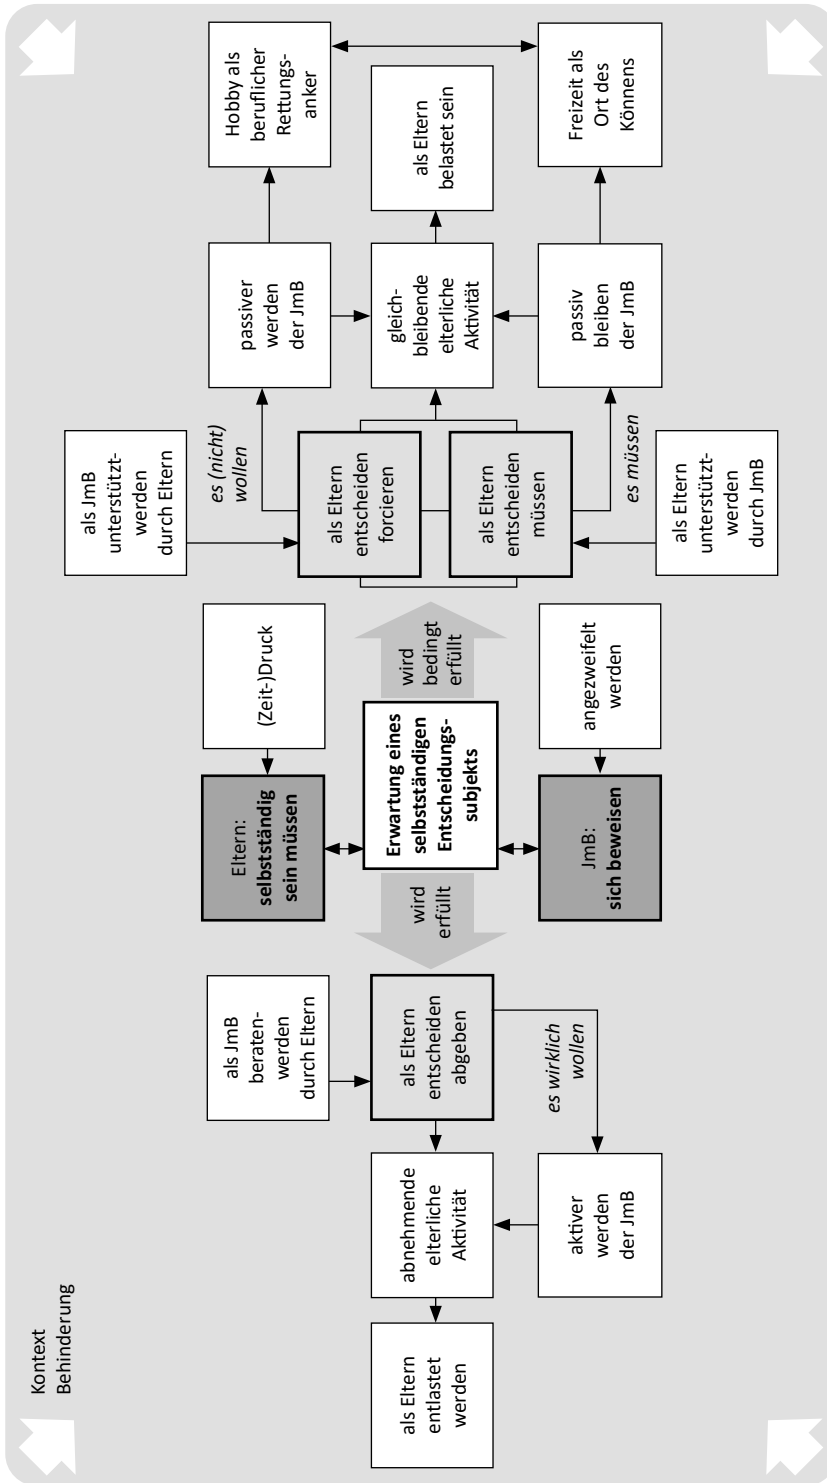 Kontext
Behinderung
als Eltern
entlastet
werden
abnehmende
elterliche
Aktivität
aktiver
werden
der JmB
als JmB
beraten-
werden
durch Eltern
als Eltern
entscheiden
abgeben
es wirklich
wollen
wird
erfüllt
Eltern:
selbstständig
sein müssen
Erwartung eines
selbstständigen
Entscheidungs-
subjekts
JmB:
sich beweisen
(Zeit-)Druck
wird
bedingt
erfüllt
angezweifelt
werden
als JmB
unterstützt-
werden
durch Eltern
als Eltern
entscheiden
forcieren
als Eltern
entscheiden
müssen
als Eltern
unterstützt-
werden
durch JmB
es (nicht)
wollen
es müssen
passiver
werden
der JmB
gleich-
bleibende
elterliche
Aktivität
passiv
bleiben
der JmB
Hobby als
beruflicher
Rettungs-
anker
als Eltern
belastet sein
Freizeit als
Ort des
Könnens